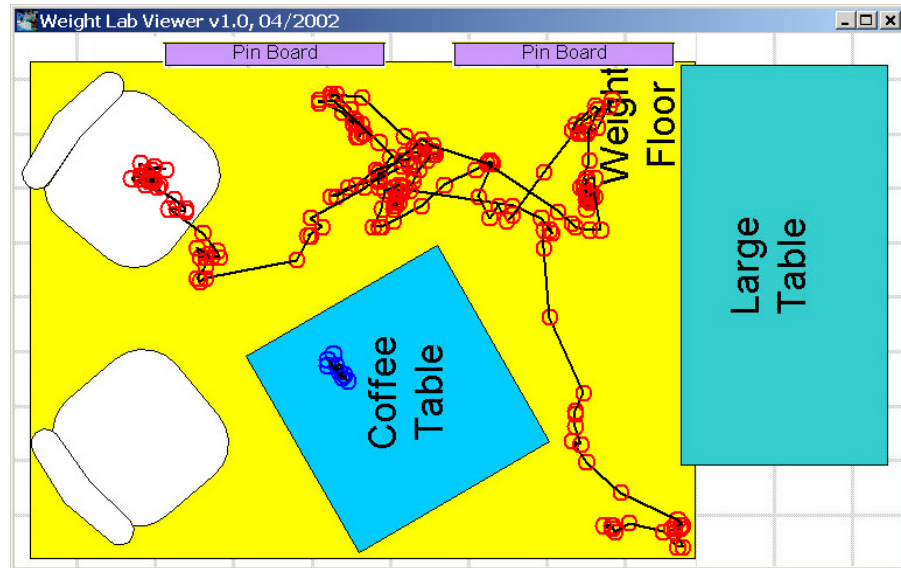 Weight Lab Viewer v1.0, 04/2002
Pin Board
Pin Board
Weight
Floor
Large
Table
Coffee
Table